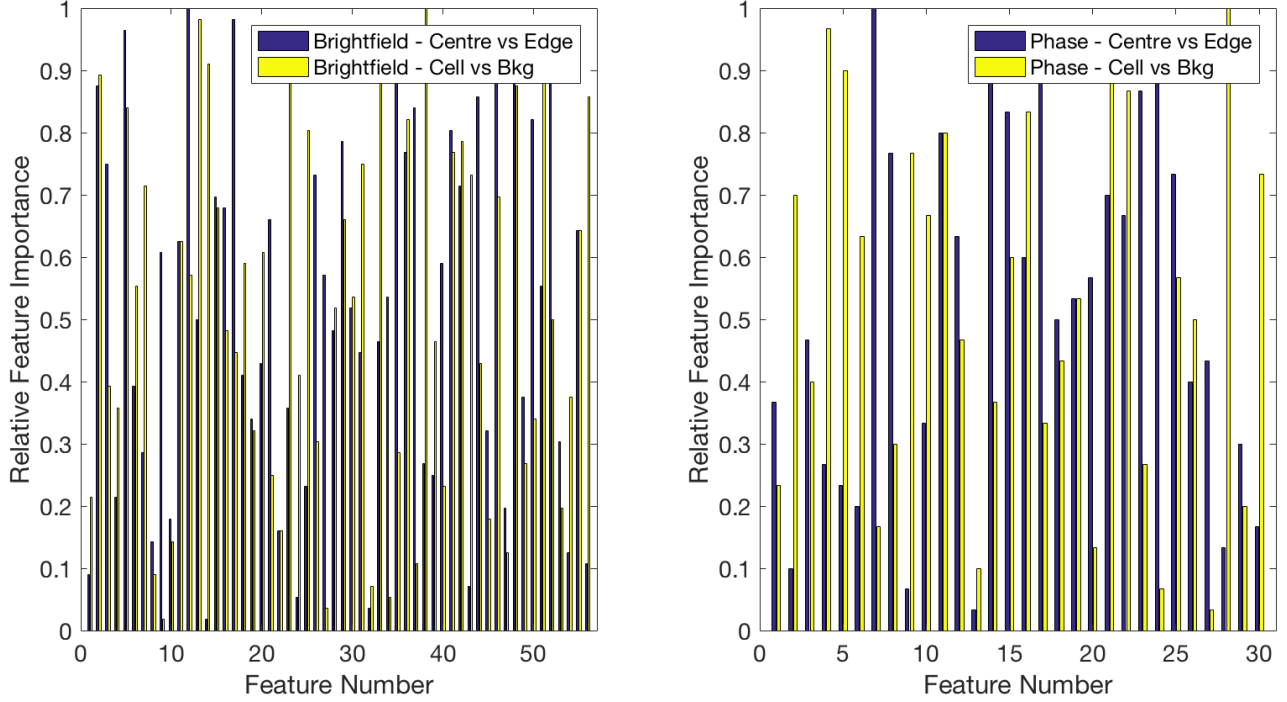 Relative Feature Importance
1
0.9
0.8
0.7
0.6
0.5
0.4
0.3
0.2
0.1
0
Brightfield - Centre vs Edge
Brightfield - Cell vs Bkg
0 10 20 30 40 50
Feature Number
Relative Feature Importance
1
0.9
0.8
0.7
0.6
0.5
0.4
0.3
0.2
0.1
0
Phase - Centre vs Edge
Phase - Cell vs Bkg
0 5 10 15 20 25 30
Feature Number